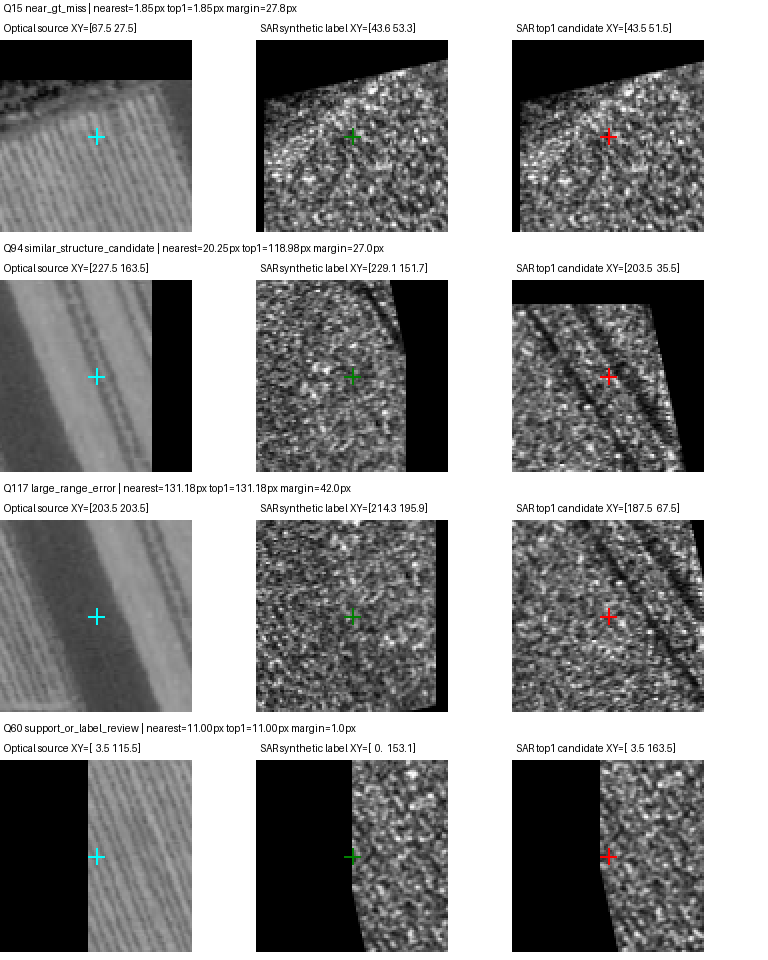 Q15 near_gt_miss | nearest=1.85px top1=1.85px margin=27.8px
Optical source XY=[67.5 27.5]
SAR synthetic label XY=[43.6 53.3]
SAR top1 candidate XY=[43.5 51.5]
Q94 similar_structure_candidate | nearest=20.25px top1=118.98px margin=27.0px
Optical source XY=[227.5 163.5]
SAR synthetic label XY=[229.1 151.7]
SAR top1 candidate XY=[203.5  35.5]
Q117 large_range_error | nearest=131.18px top1=131.18px margin=42.0px
Optical source XY=[203.5 203.5]
SAR synthetic label XY=[214.3 195.9]
SAR top1 candidate XY=[187.5  67.5]
Q60 support_or_label_review | nearest=11.00px top1=11.00px margin=1.0px
Optical source XY=[  3.5 115.5]
SAR synthetic label XY=[  0.  153.1]
SAR top1 candidate XY=[  3.5 163.5]